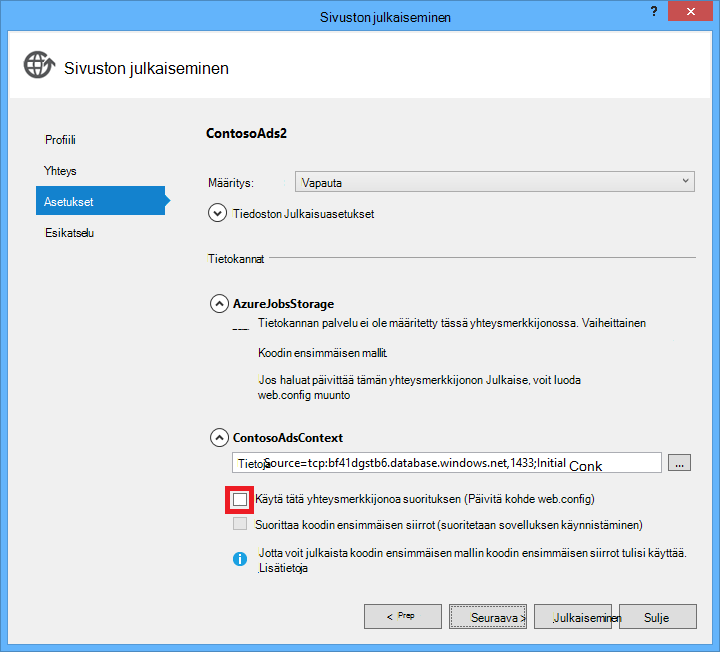 Sivuston julkaiseminen
?
Sivuston julkaiseminen
Profiili
Yhteys
Asetukset
Esikatselu
ContosoAds2
Määritys: Vapauta
Tiedoston Julkaisuasetukset
Tietokannat
AzureJobsStorage
Tietokannan palvelu ei ole määritetty tässä yhteysmerkkijonossa. Vaiheittainen
Koodin ensimmäisen mallit.
Jos haluat päivittää tämän yhteysmerkkijonon Julkaise, voit luoda
web.config muunto
ContosoAdsContext
Tietoja Source=tcp:bf41dgstb6.database.windows.net,1433;Initial Conk
...
Käytä tätä yhteysmerkkijonoa suorituksen (Päivitä kohde web.config)
Suorittaa koodin ensimmäisen siirrot (suoritetaan sovelluksen käynnistäminen)
Jotta voit julkaista koodin ensimmäisen mallin koodin ensimmäisen siirrot tulisi käyttää.
Lisätietoja
< Prep Seuraava > Julkaiseminen Sulje